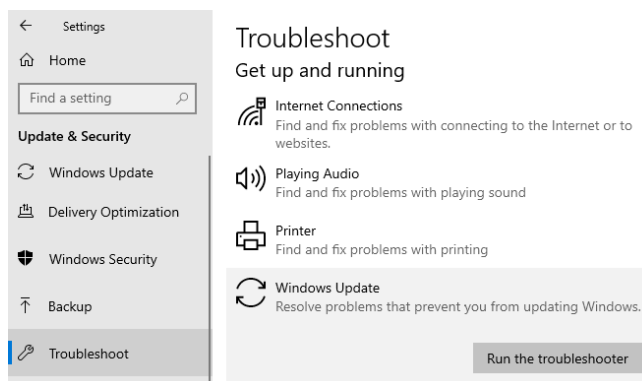 Settings
Home
Find a setting
Update & Security
Windows Update
Delivery Optimization
Windows Security
Backup
Troubleshoot
Troubleshoot
Get up and running
Internet Connections
Find and fix problems with connecting to the Internet or to
websites.
Playing Audio
Find and fix problems with playing sound
Printer
Find and fix problems with printing
Windows Update
Resolve problems that prevent you from updating Windows.
Run the troubleshooter